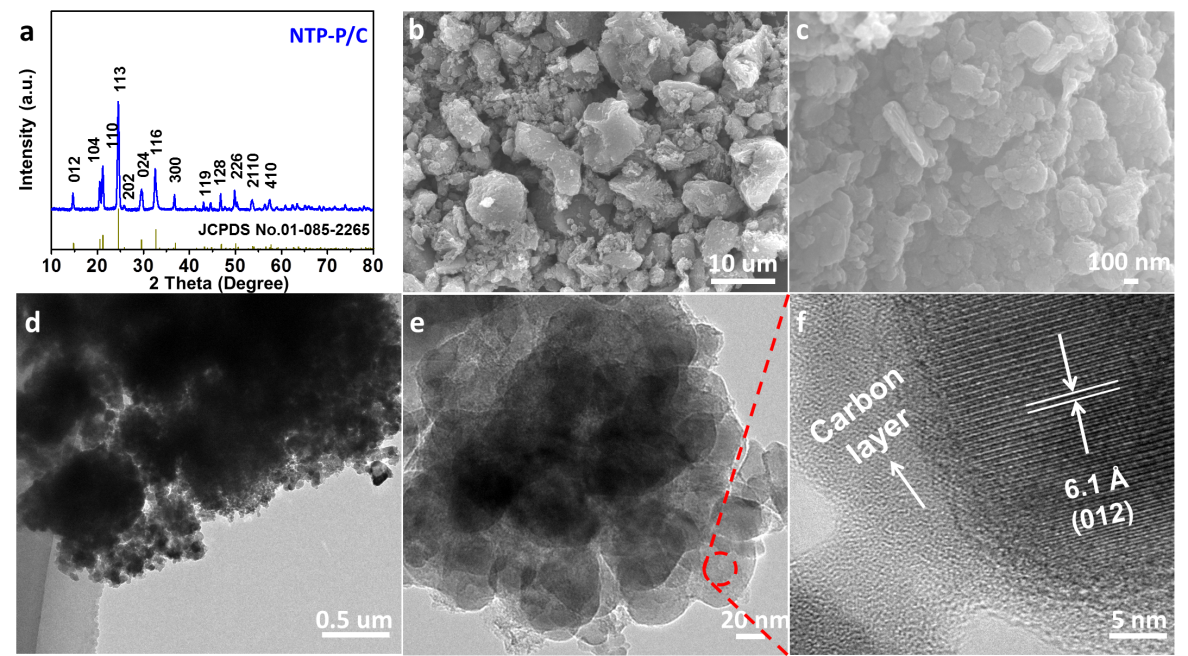 a
NTP-P/C
Intensity (a.u.)
012
104
110
113
202
024
116
300
119
128
226
2110
410
JCPDS No.01-085-2265
10 20 30 40 50 60 70 80
2 Theta (Degree)
b
10 um
c
100 nm
d
0.5 um
e
20 nm
f
Carbon
layer
6.1 Å
(012)
5 nm